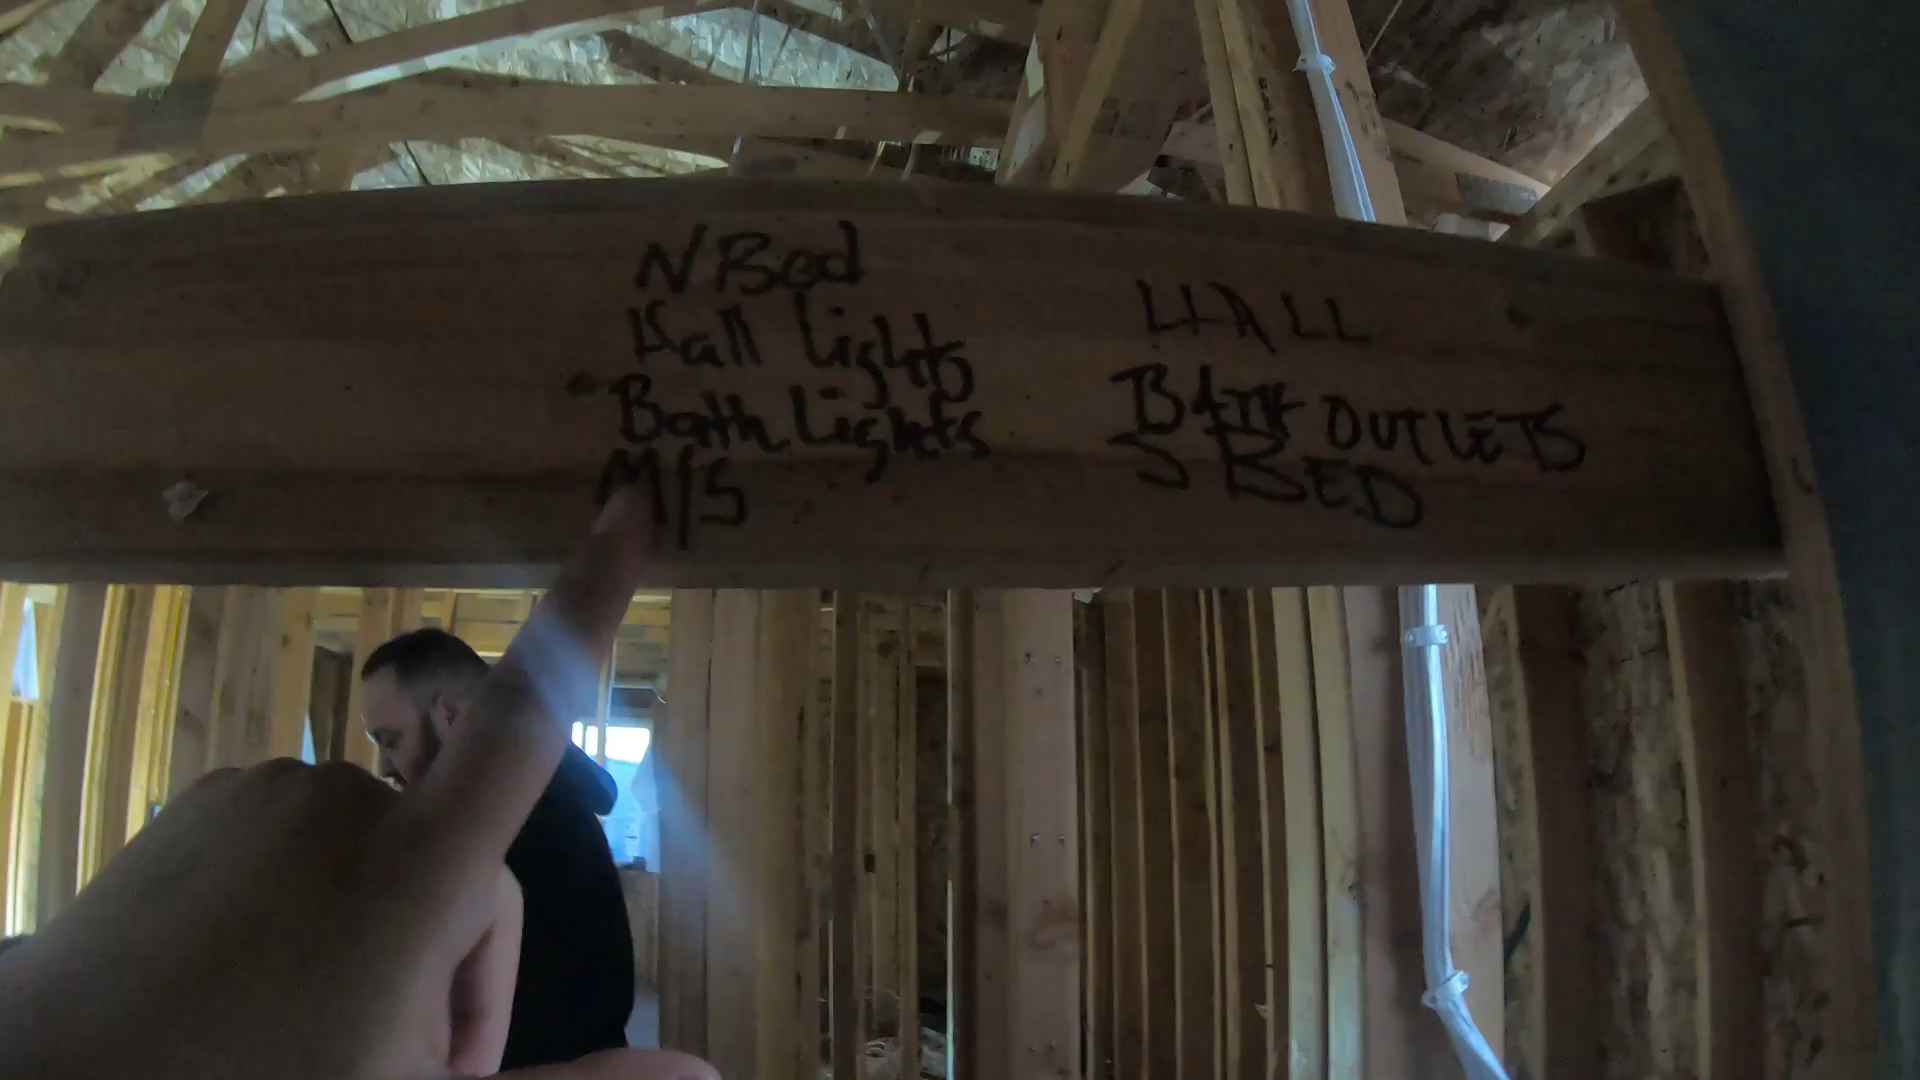 N Bed
Hall Lights
Bath Lights
M/S
HALL
BATH OUTLETS
S BED